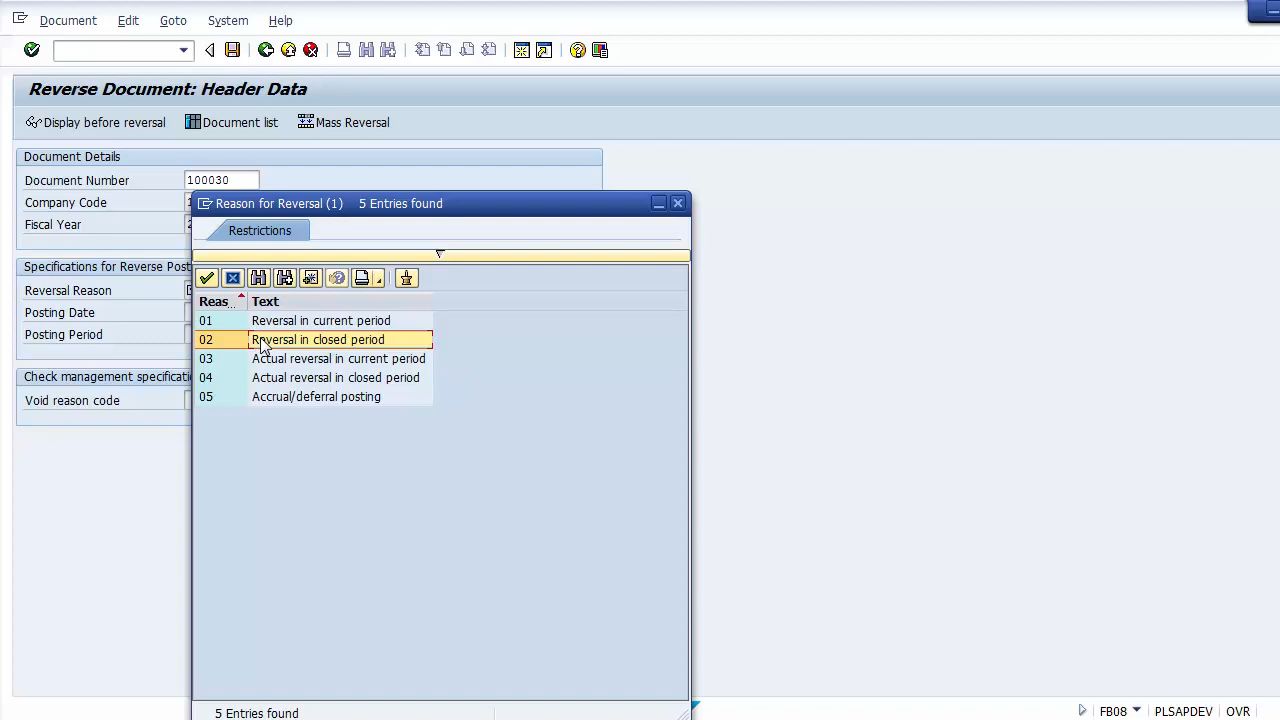 Document Edit Goto System Help
Reverse Document: Header Data
Display before reversal Document list Mass Reversal
Document Details
Document Number 100030
Company Code 1
Fiscal Year 2
Reason for Reversal (1) 5 Entries found
Restrictions
Specifications for Reverse Post
Reversal Reason
Posting Date
Posting Period
Check management specificati
Void reason code
Reas.. Text
01 Reversal in current period
02 Reversal in closed period
03 Actual reversal in current period
04 Actual reversal in closed period
05 Accrual/deferral posting
5 Entries found
FB08 PLSAPDEV OVR